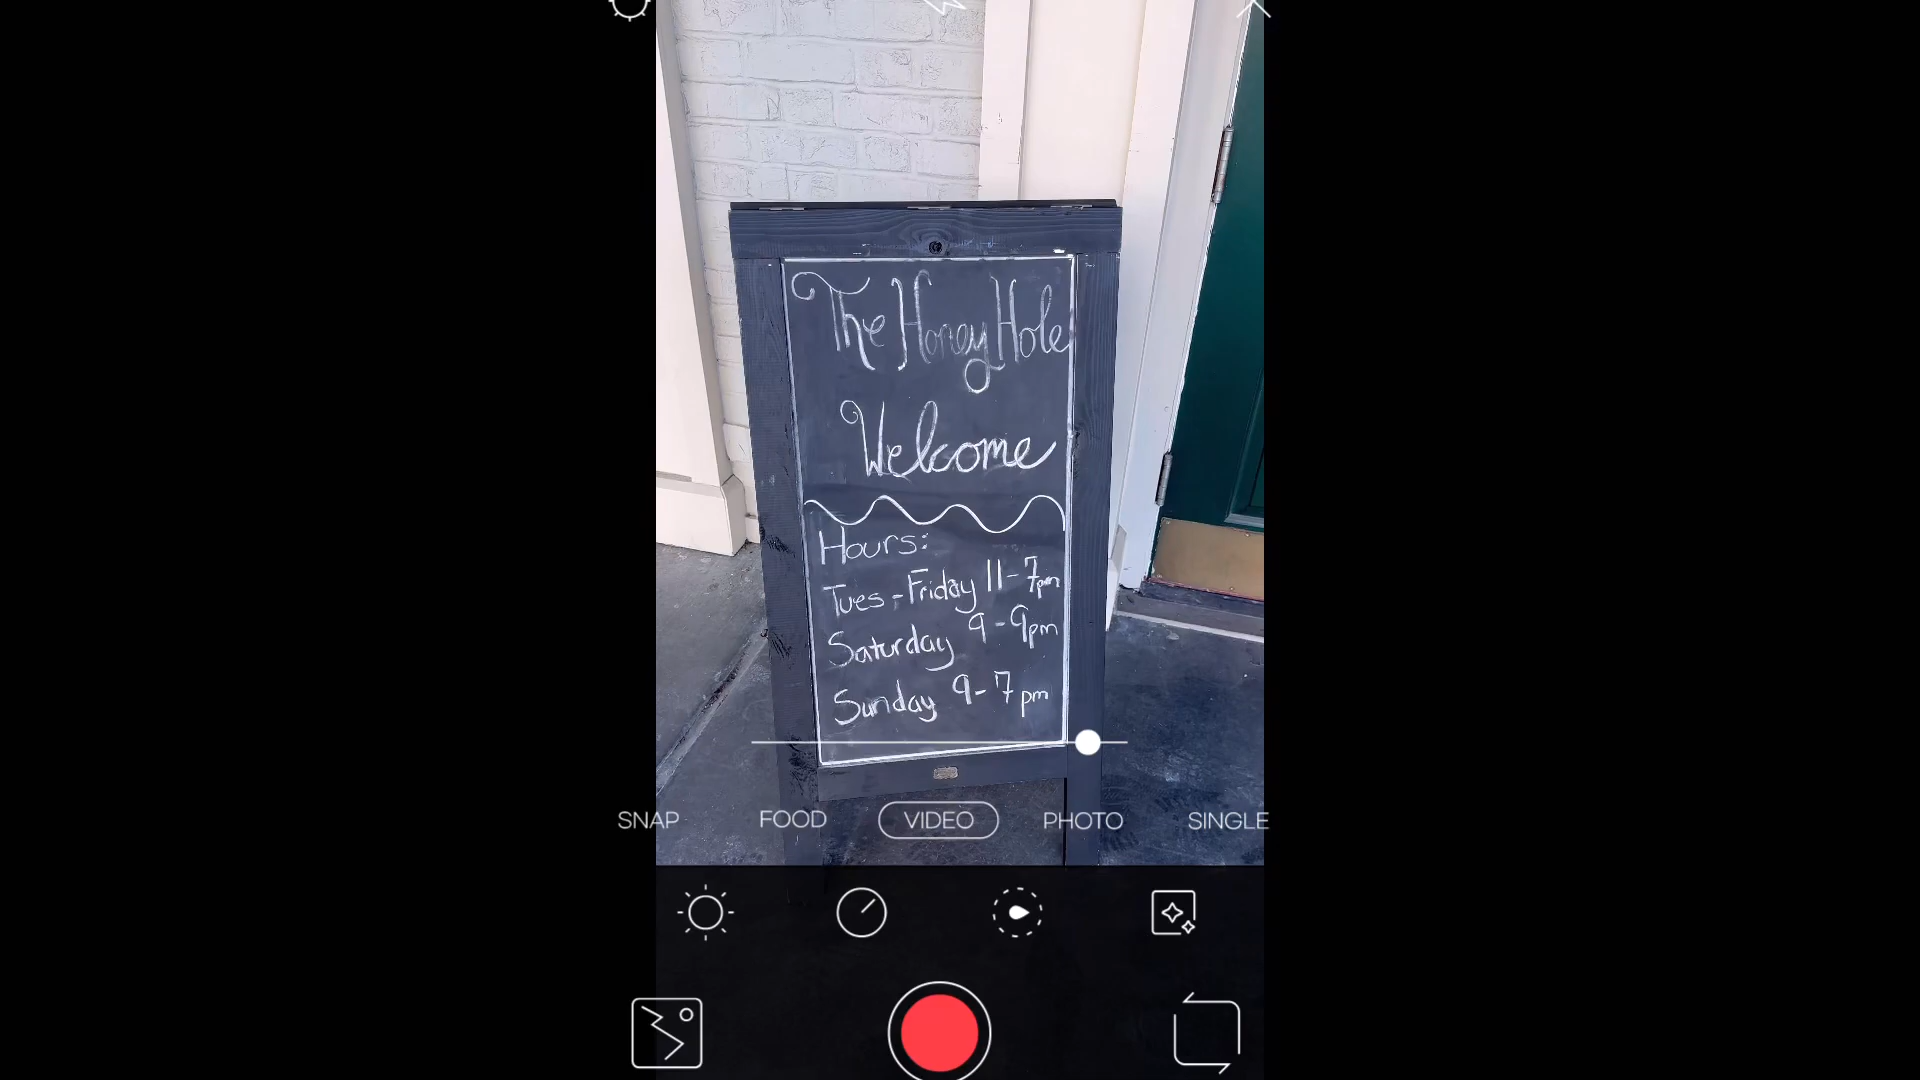 The Honey Hole
Welcome
Hours:
Tues - Friday 11-7pm
Saturday 9-9pm
Sunday 9-7pm
SNAP FOOD VIDEO PHOTO SINGLE